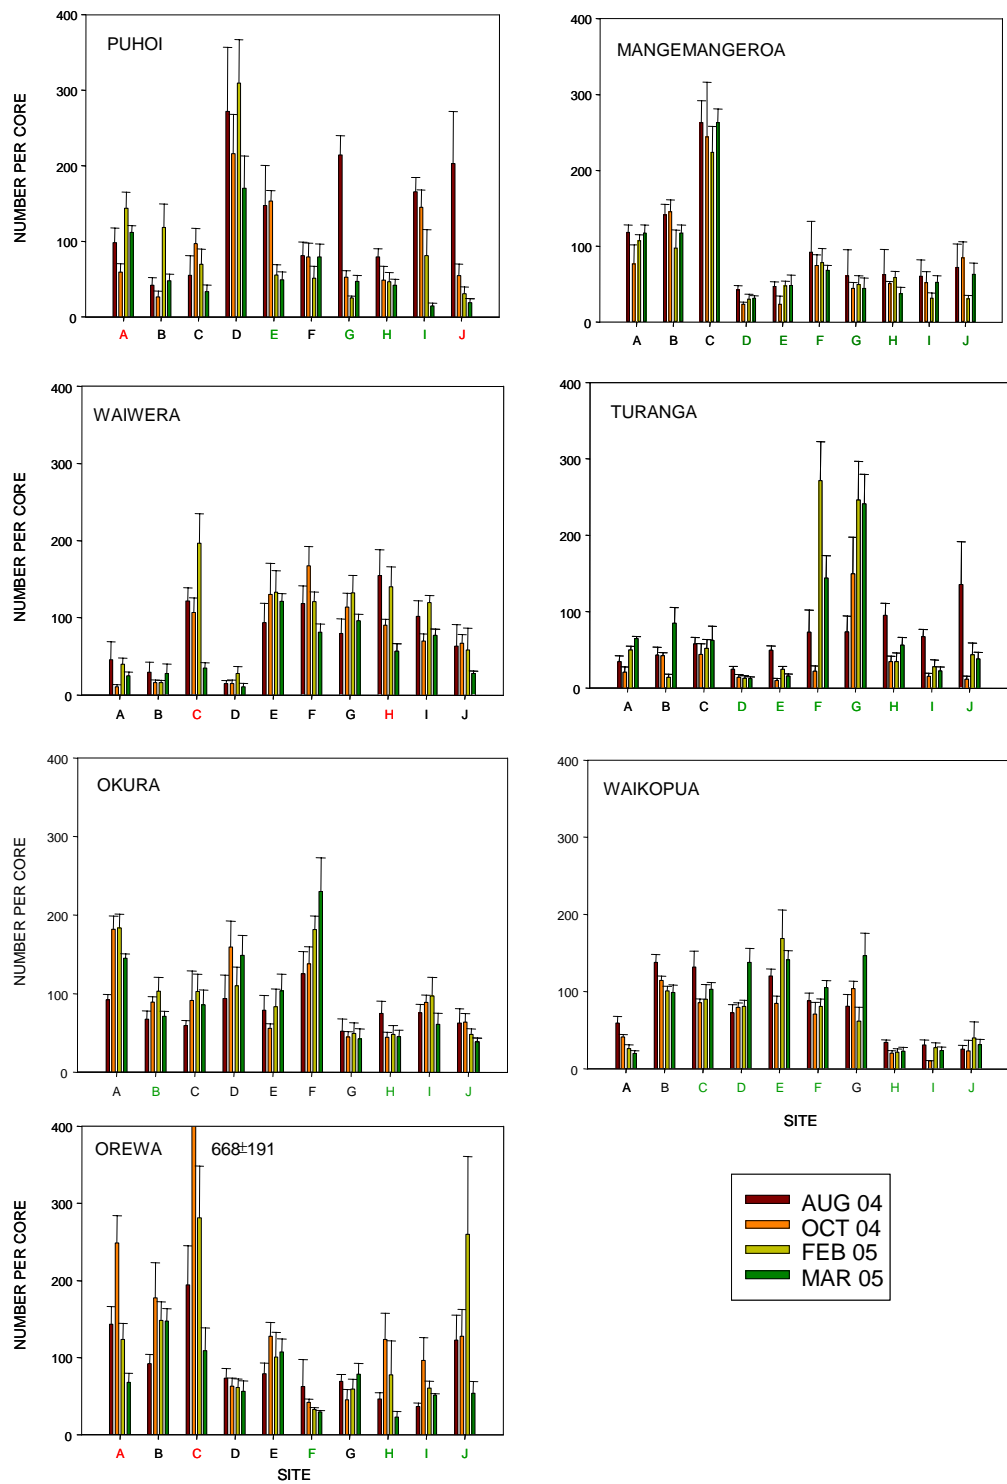 PUHOI
NUMBER PER CORE
400
300
200
100
0
A B C D E F G H I J
MANGEMANGEROA
400
300
200
100
0
A B C D E F G H I J
WAIWERA
NUMBER PER CORE
400
300
200
100
0
A B C D E F G H I J
TURANGA
400
300
200
100
0
A B C D E F G H I J
OKURA
NUMBER PER CORE
400
300
200
100
0
A B C D E F G H I J
WAIKOPUA
400
300
200
100
0
A B C D E F G H I J
SITE
OREWA 668±191
NUMBER PER CORE
400
300
200
100
0
A B C D E F G H I J
SITE
AUG 04
OCT 04
FEB 05
MAR 05